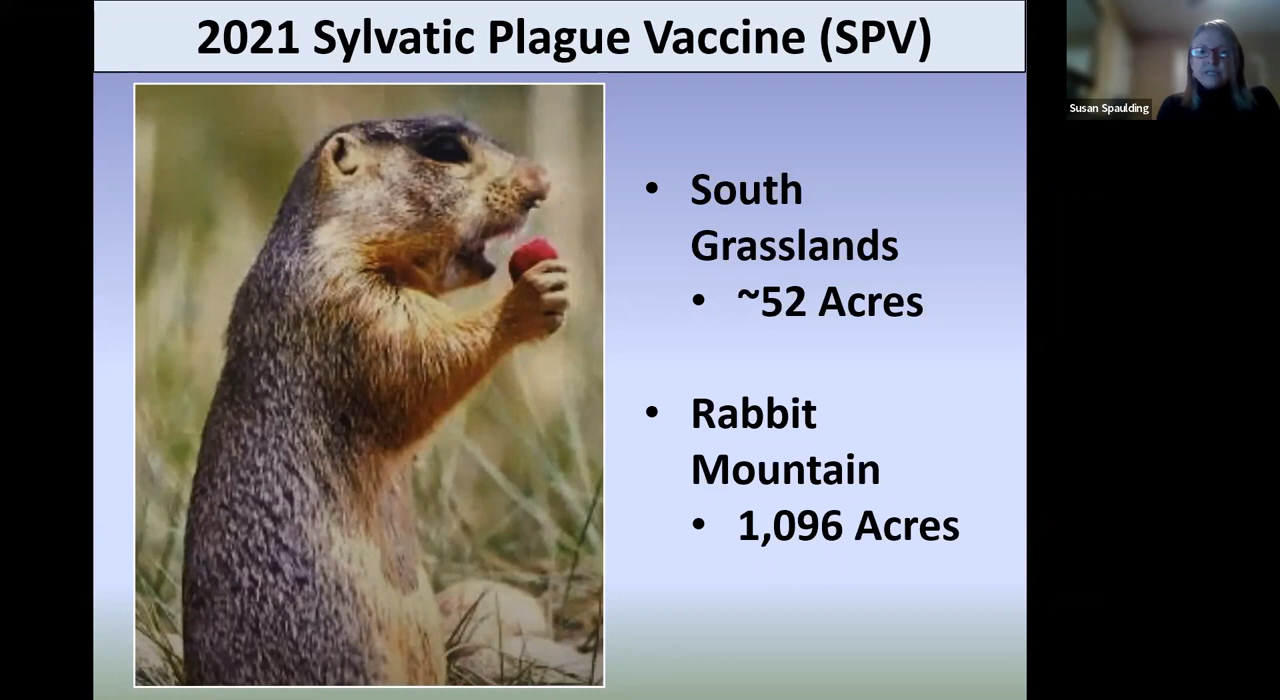 2021 Sylvatic Plague Vaccine (SPV)
Susan Spaulding
• South
Grasslands
• ~52 Acres
• Rabbit
Mountain
• 1,096 Acres